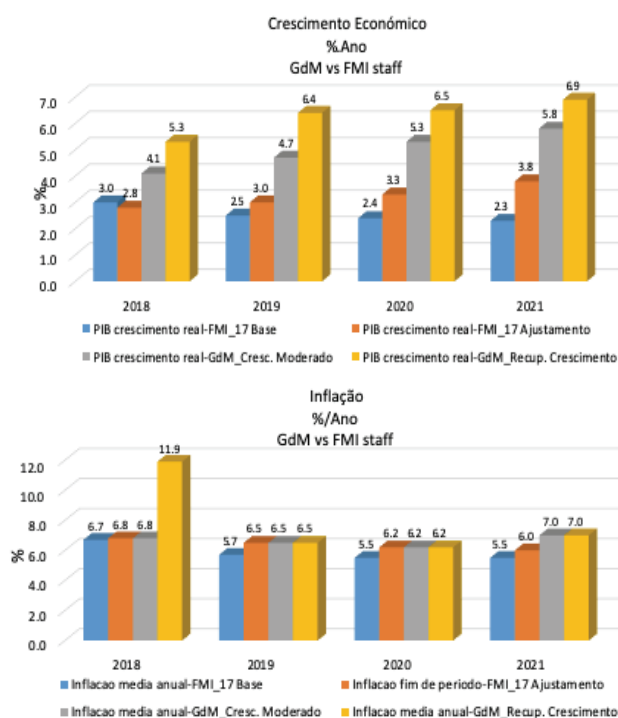 Crescimento Económico
%.Ano
GdM vs FMI staff
7.0
6.0
5.0
4.0
3.0
2.0
1.0
0.0
%
3.0 2.8 4.1 5.3
2.5 3.0 4.7 6.4
2.4 3.3 5.3 6.5
2.3 3.8 5.8 6.9
2018 2019 2020 2021
PIB crescimento real-FMI_17 Base PIB crescimento real-FMI_17 Ajustamento
PIB crescimento real-GdM_Cresc. Moderado PIB crescimento real-GdM_Recup. Crescimento
Inflação
%/Ano
GdM vs FMI staff
12.0
10.0
8.0
6.0
4.0
2.0
0.0
%
6.7 6.8 6.8 11.9
5.7 6.5 6.5 6.5
5.5 6.2 6.2 6.2
5.5 6.0 7.0 7.0
2018 2019 2020 2021
Inflacao media anual-FMI_17 Base Inflacao fim de periodo-FMI_17 Ajustamento
Inflacao media anual-GdM_Cresc. Moderado Inflacao media anual-GdM_Recup. Crescimento